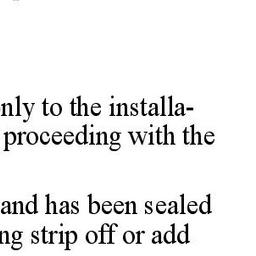 nly to the installa-
proceeding with the
and has been sealed
ng strip off or add